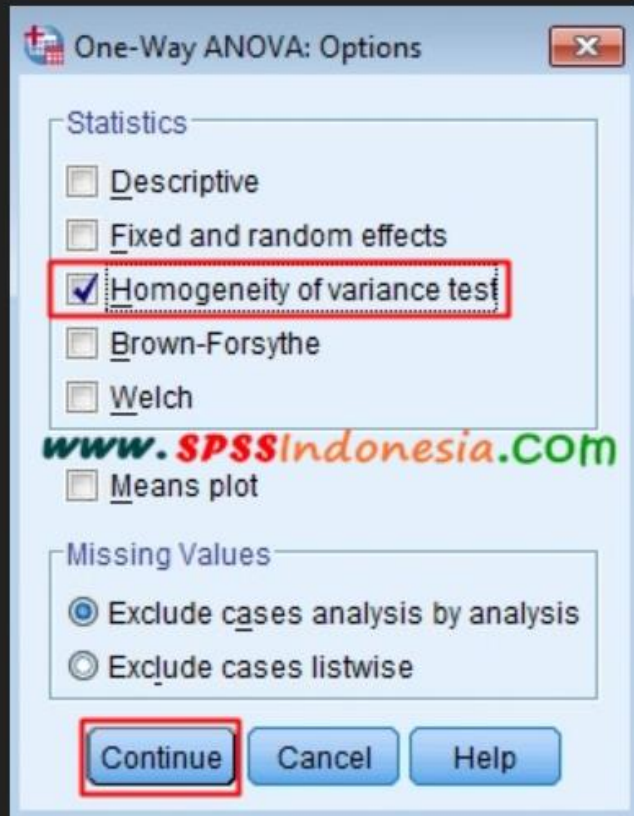 One-Way ANOVA: Options
Statistics
Descriptive
Fixed and random effects
Homogeneity of variance test
Brown-Forsythe
Welch
www.SPSSIndonesia.com
Means plot
Missing Values
Exclude cases analysis by analysis
Exclude cases listwise
Continue Cancel Help